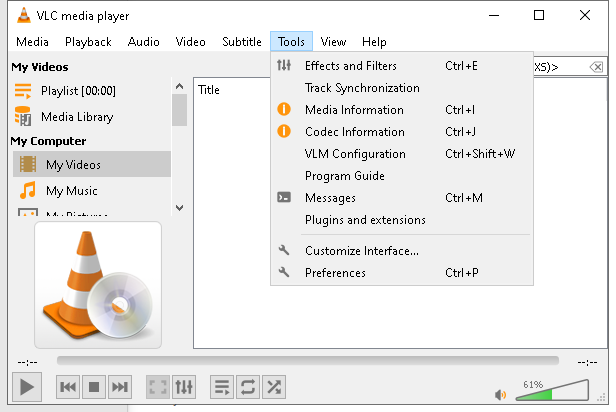 VLC media player
Media Playback Audio Video Subtitle Tools View Help
My Videos
Playlist [00:00]
Media Library
My Computer
My Videos
My Music
My Pictures
Title
XS)>
Effects and Filters Ctrl+E
Track Synchronization
Media Information Ctrl+I
Codec Information Ctrl+J
VLM Configuration Ctrl+Shift+W
Program Guide
Messages Ctrl+M
Plugins and extensions
Customize Interface...
Preferences Ctrl+P
--:-- --:--
61%